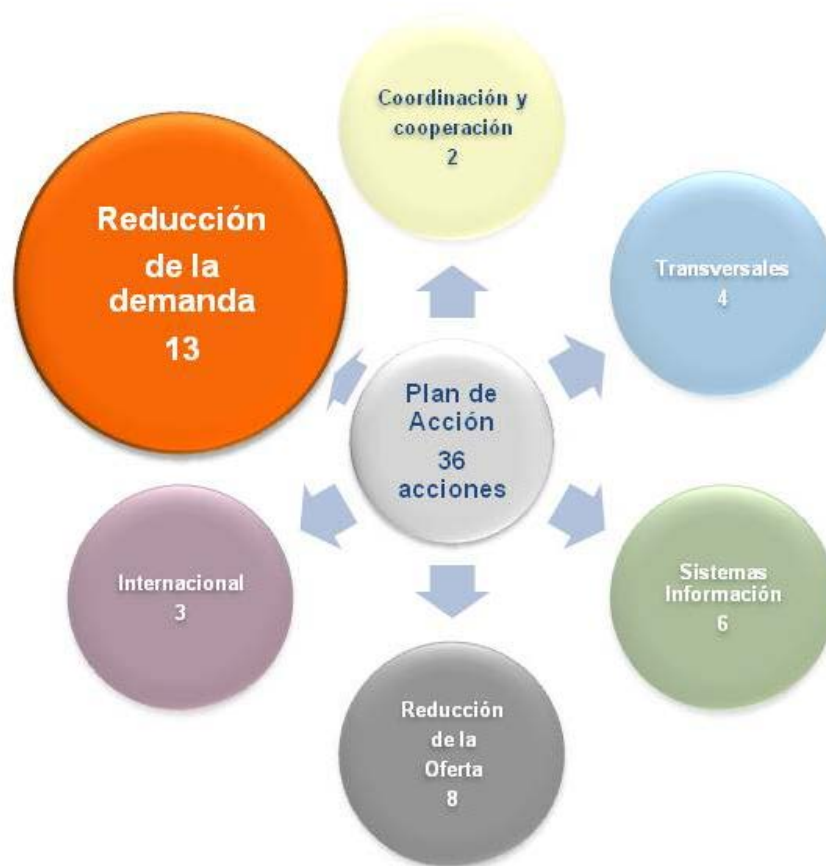 Coordinación y
cooperación
2
Reducción
de la
demanda
13
Transversales
4
Plan de
Acción
36
acciones
Internacional
3
Sistemas
Información
6
Reducción
de la
Oferta
8